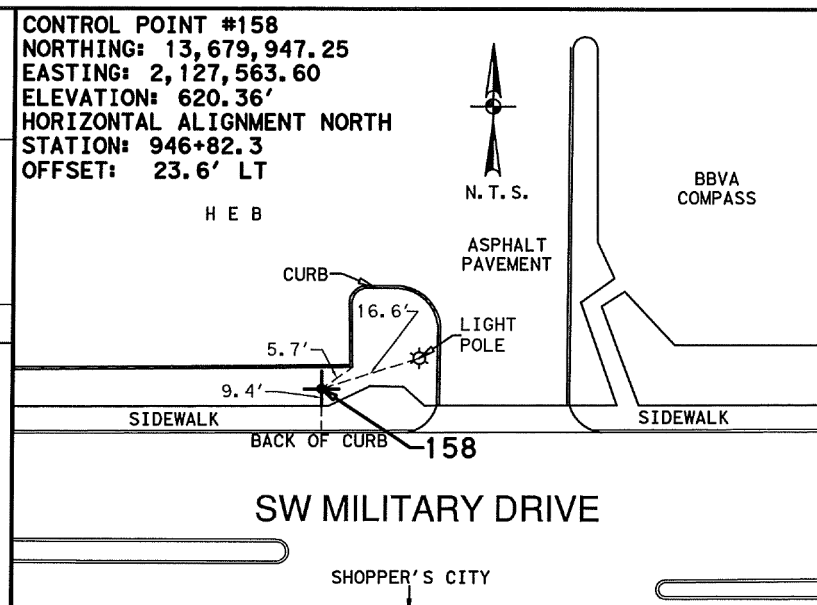 CONTROL POINT #158
NORTHING: 13,679,947.25
EASTING: 2,127,563.60
ELEVATION: 620.36'
HORIZONTAL ALIGNMENT NORTH
STATION: 946+82.3
OFFSET: 23.6' LT
N.T.S.
BBVA
COMPASS
H E B
ASPHALT
PAVEMENT
CURB
16.6'
LIGHT
POLE
5.7'
9.4'
SIDEWALK
SIDEWALK
BACK OF CURB
158
SW MILITARY DRIVE
SHOPPER'S CITY